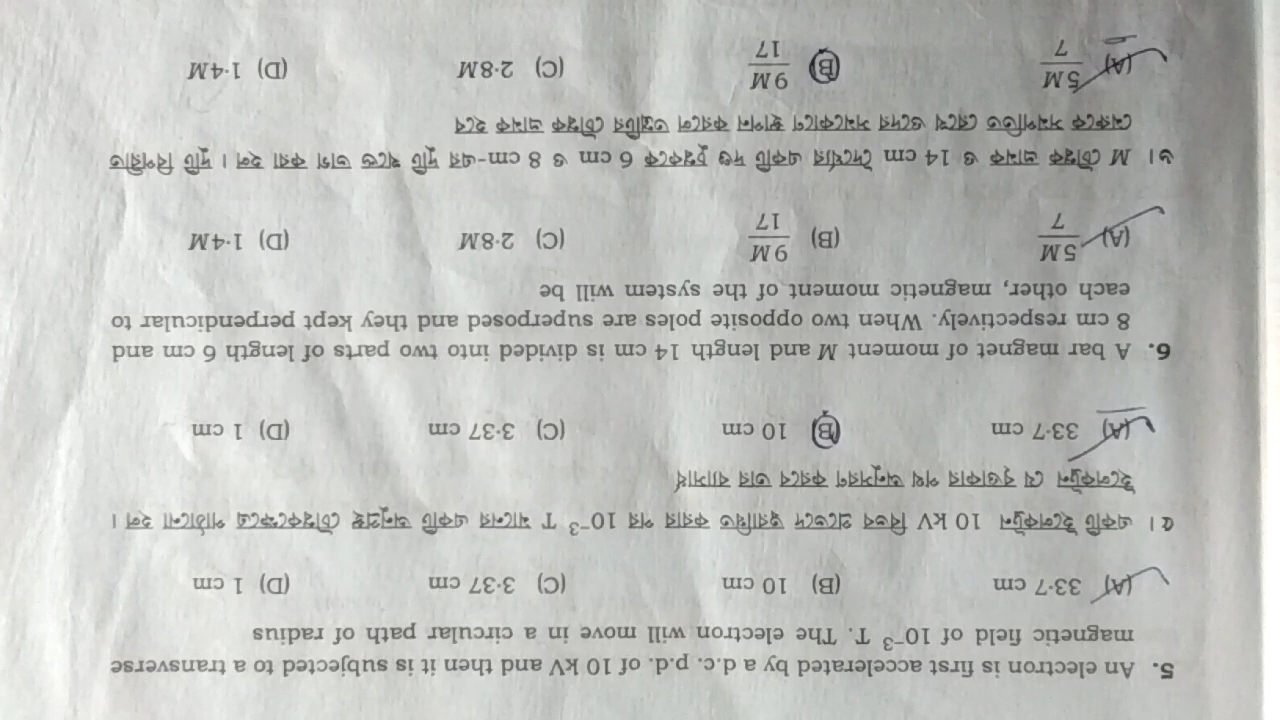 5. An electron is first accelerated by a d.c. p.d. of 10 kV and then it is subjected to a transverse
magnetic field of 10⁻³ T. The electron will move in a circular path of radius
(A) 33·7 cm (B) 10 cm (C) 3·37 cm (D) 1 cm
৫। একটি ইলেকট্রন 10 kV বিভব প্রভেদে ত্বরান্বিত করার পর 10⁻³ T মানের একটি অনুপ্রস্থ চৌম্বকক্ষেত্রে পাঠানো হল।
ইলেকট্রন যে বৃত্তাকার পথ অনুসরণ করবে তার ব্যাসার্ধ
(A) 33·7 cm (B) 10 cm (C) 3·37 cm (D) 1 cm
6. A bar magnet of moment M and length 14 cm is divided into two parts of length 6 cm and
8 cm respectively. When two opposite poles are superposed and they kept perpendicular to
each other, magnetic moment of the system will be
(A) 5M/7 (B) 9M/17 (C) 2·8M (D) 1·4M
৬। M চৌম্বক ভ্রামক ও 14 cm দৈর্ঘ্যের একটি দণ্ড চুম্বককে 6 cm ও 8 cm-এর দুটি খণ্ডে ভাগ করা হল। দুটি বিপরীত
মেরুকে সমাপতিত রেখে ওদের সমকোণে স্থাপন করলে তন্ত্রটির চৌম্বক ভ্রামক হবে
(A) 5M/7 (B) 9M/17 (C) 2·8M (D) 1·4M